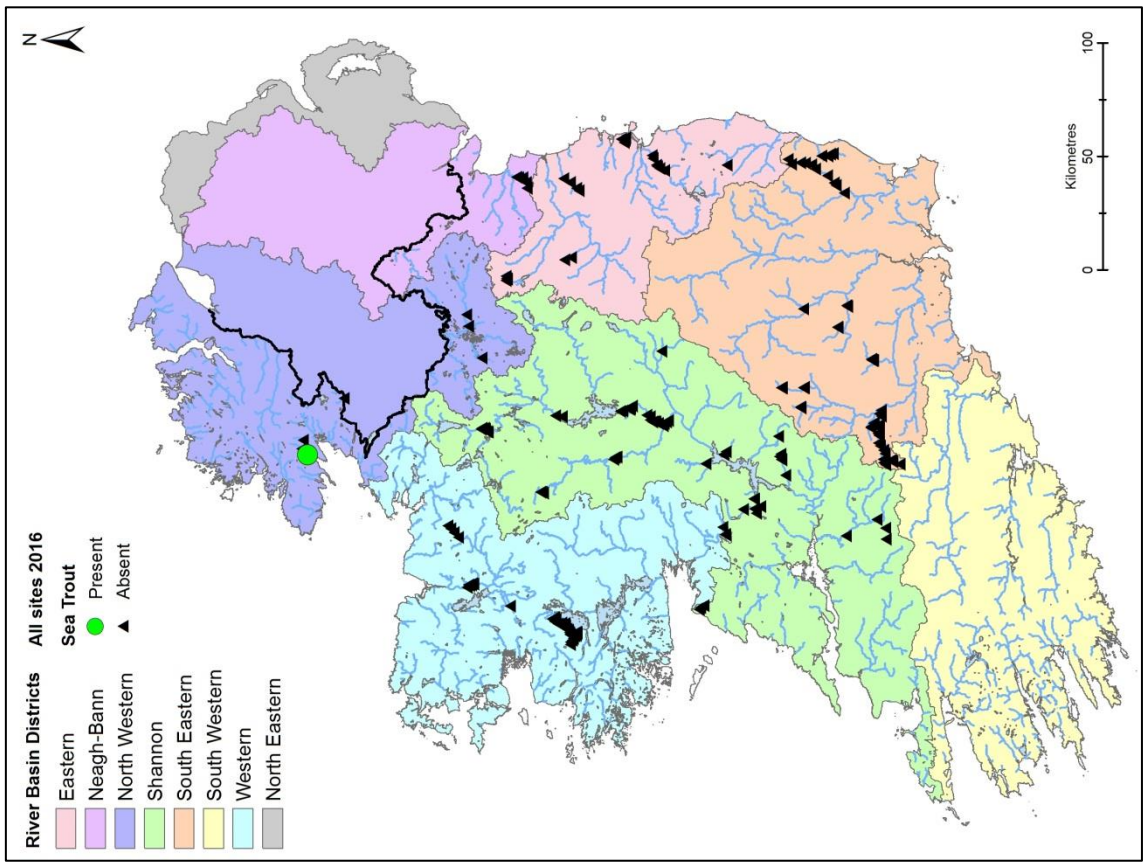 N
River Basin Districts
Eastern
Neagh-Bann
North Western
Shannon
South Eastern
South Western
Western
North Eastern
All sites 2016
Sea Trout
Present
Absent
0 50 100
Kilometres